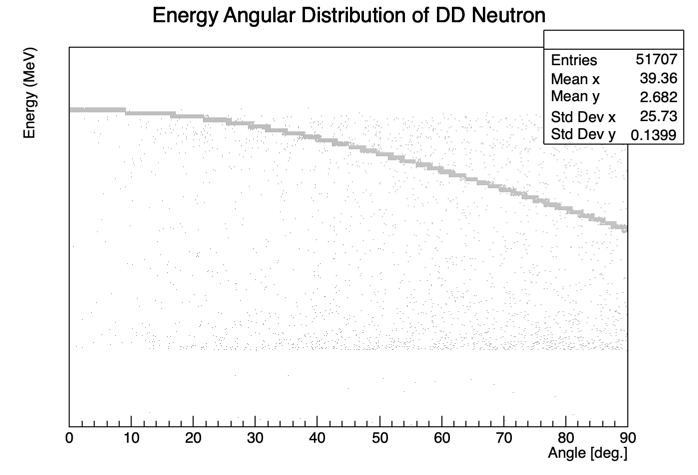 Energy Angular Distribution of DD Neutron
Entries 51707
Mean x 39.36
Mean y 2.682
Std Dev x 25.73
Std Dev y 0.1399
Energy (MeV)
0 10 20 30 40 50 60 70 80 90
Angle [deg.]